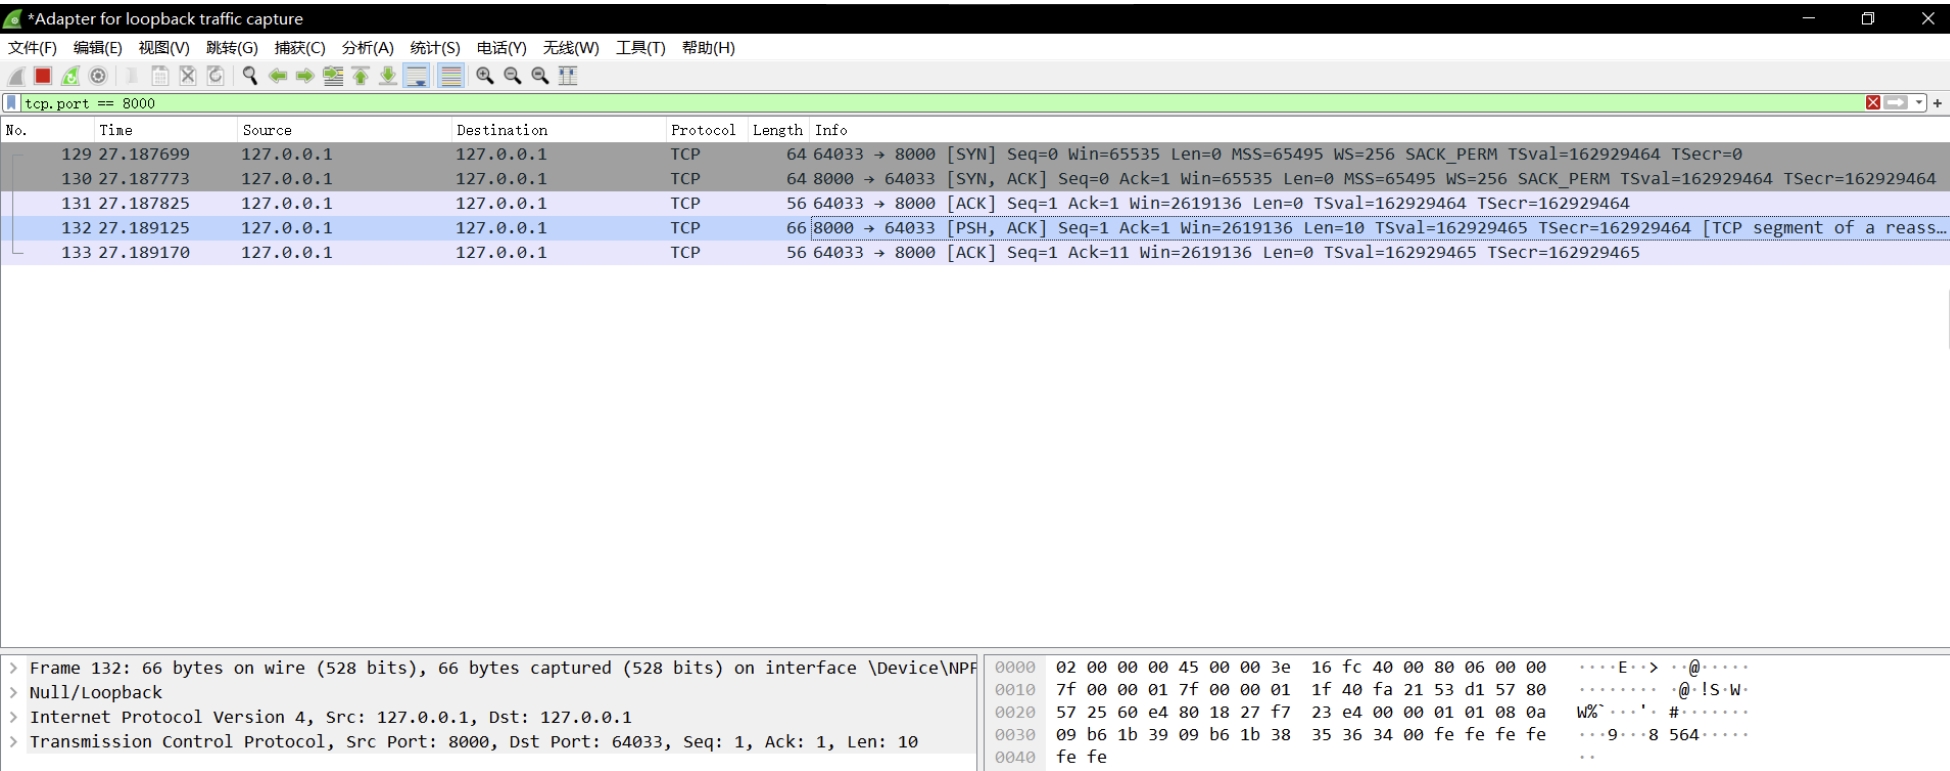 *Adapter for loopback traffic capture
文件(F) 编辑(E) 视图(V) 跳转(G) 捕获(C) 分析(A) 统计(S) 电话(Y) 无线(W) 工具(T) 帮助(H)
tcp.port == 8000
No. Time Source Destination Protocol Length Info
129 27.187699 127.0.0.1 127.0.0.1 TCP 64 64033 → 8000 [SYN] Seq=0 Win=65535 Len=0 MSS=65495 WS=256 SACK_PERM TSval=162929464 TSecr=0
130 27.187773 127.0.0.1 127.0.0.1 TCP 64 8000 → 64033 [SYN, ACK] Seq=0 Ack=1 Win=65535 Len=0 MSS=65495 WS=256 SACK_PERM TSval=162929464 TSecr=162929464
131 27.187825 127.0.0.1 127.0.0.1 TCP 56 64033 → 8000 [ACK] Seq=1 Ack=1 Win=2619136 Len=0 TSval=162929464 TSecr=162929464
132 27.189125 127.0.0.1 127.0.0.1 TCP 66 8000 → 64033 [PSH, ACK] Seq=1 Ack=1 Win=2619136 Len=10 TSval=162929465 TSecr=162929464 [TCP segment of a reass…
133 27.189170 127.0.0.1 127.0.0.1 TCP 56 64033 → 8000 [ACK] Seq=1 Ack=11 Win=2619136 Len=0 TSval=162929465 TSecr=162929465
Frame 132: 66 bytes on wire (528 bits), 66 bytes captured (528 bits) on interface \Device\NPF
Null/Loopback
Internet Protocol Version 4, Src: 127.0.0.1, Dst: 127.0.0.1
Transmission Control Protocol, Src Port: 8000, Dst Port: 64033, Seq: 1, Ack: 1, Len: 10
0000 02 00 00 00 45 00 00 3e 16 fc 40 00 80 06 00 00 ····E··> ··@·····
0010 7f 00 00 01 7f 00 00 01 1f 40 fa 21 53 d1 57 80 ········ ·@·!S·W·
0020 57 25 60 e4 80 18 27 f7 23 e4 00 00 01 01 08 0a W%`···'· #·······
0030 09 b6 1b 39 09 b6 1b 38 35 36 34 00 fe fe fe fe ···9···8 564·····
0040 fe fe ··